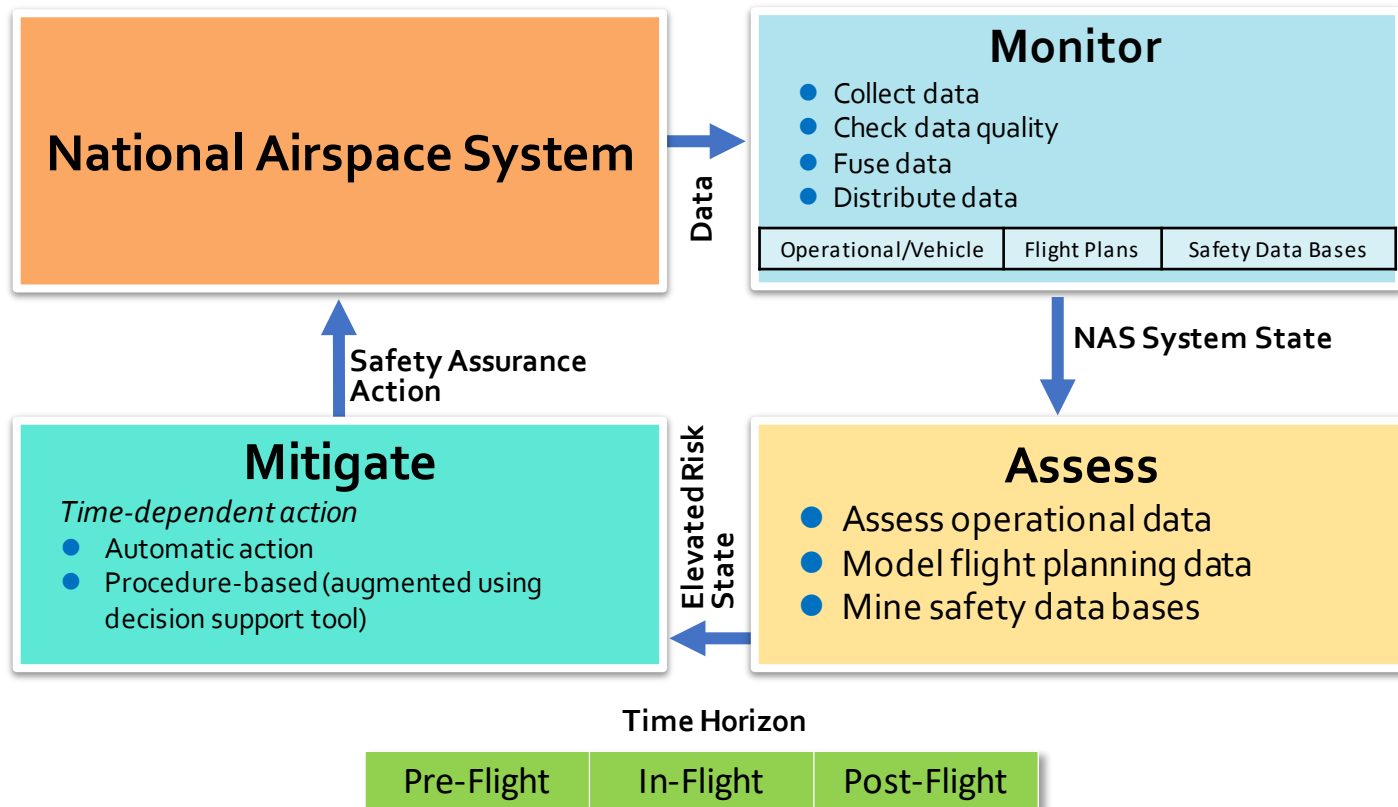 National Airspace System
Data
Monitor
Collect data
Check data quality
Fuse data
Distribute data
Operational/Vehicle
Flight Plans
Safety Data Bases
NAS System State
Safety Assurance
Action
Mitigate
Time-dependent action
Automatic action
Procedure-based (augmented using
decision support tool)
Elevated Risk
State
Assess
Assess operational data
Model flight planning data
Mine safety data bases
Time Horizon
Pre-Flight
In-Flight
Post-Flight